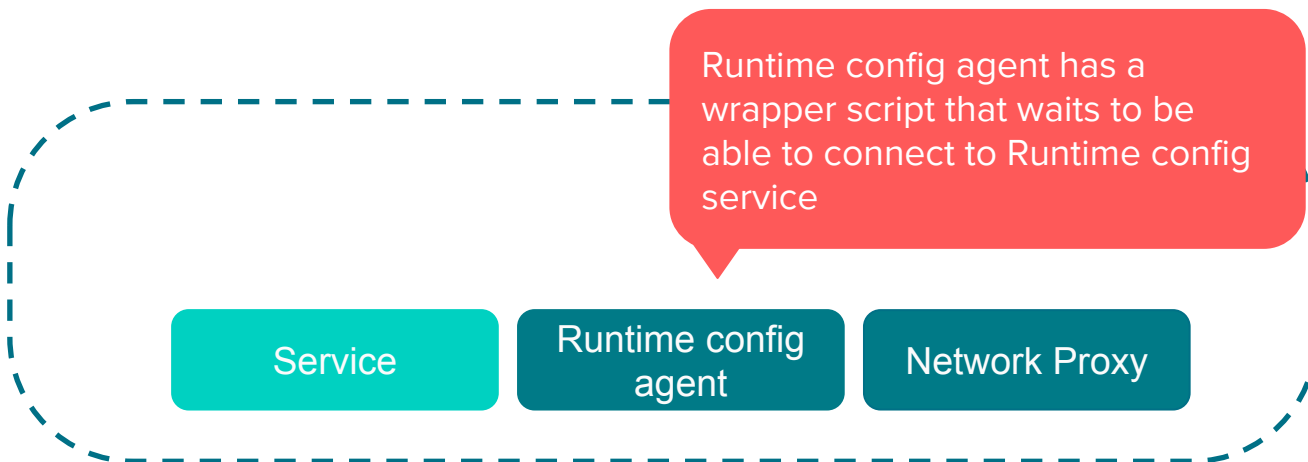 Runtime config agent has a
wrapper script that waits to be
able to connect to Runtime config
service
Service
Runtime config
agent
Network Proxy